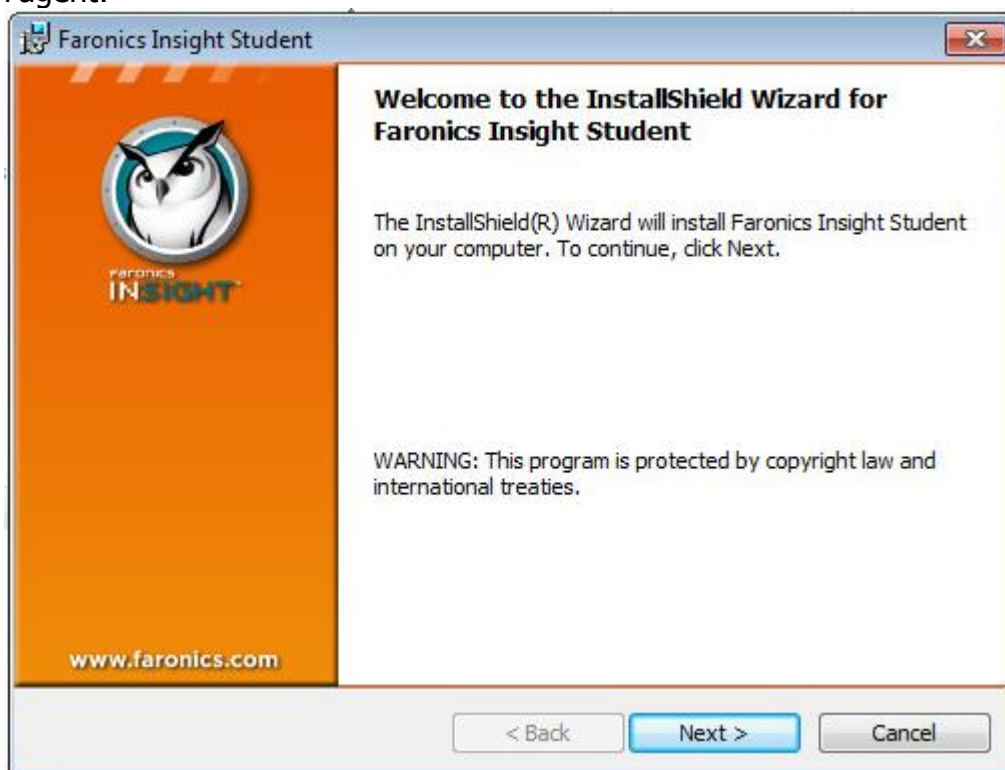 Faronics Insight Student
Welcome to the InstallShield Wizard for
Faronics Insight Student
The InstallShield(R) Wizard will install Faronics Insight Student
on your computer. To continue, click Next.
FARONICS
INSIGHT
WARNING: This program is protected by copyright law and
international treaties.
www.faronics.com
< Back
Next >
Cancel